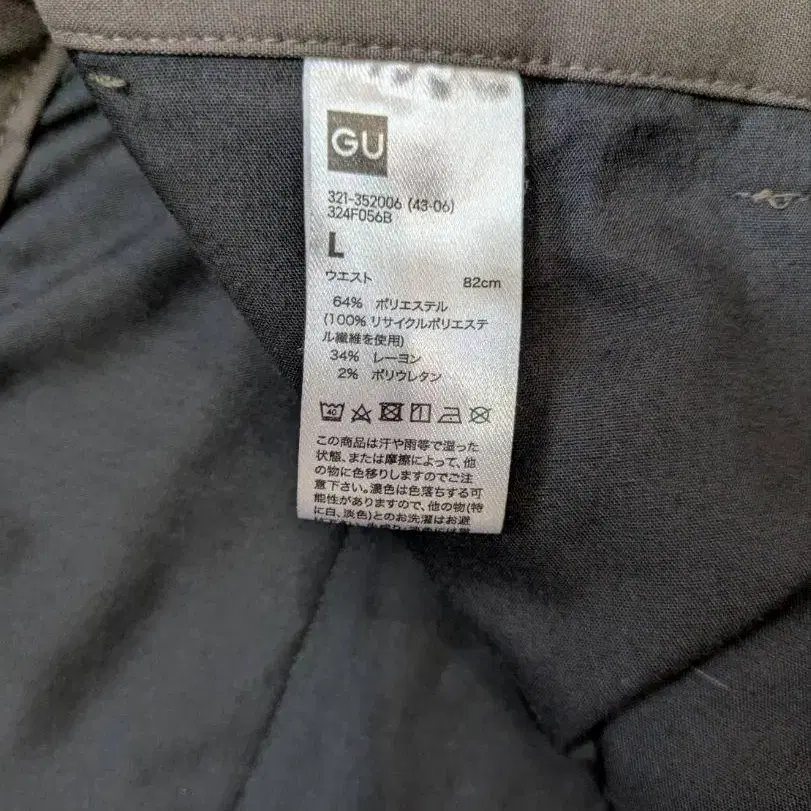 GU
321-352006 (43-06)
324F056B
L
ウエスト 82cm
64% ポリエステル
(100% リサイクルポリエステ
ル繊維を使用)
34% レーヨン
2% ポリウレタン
40
この商品は汗や雨等で湿った
状態、または摩擦によって、他
の物に色移りしますのでご注
意下さい。濃色は色落ちする可
能性がありますので、他の物(特
に白、淡色)とのお洗濯はお避